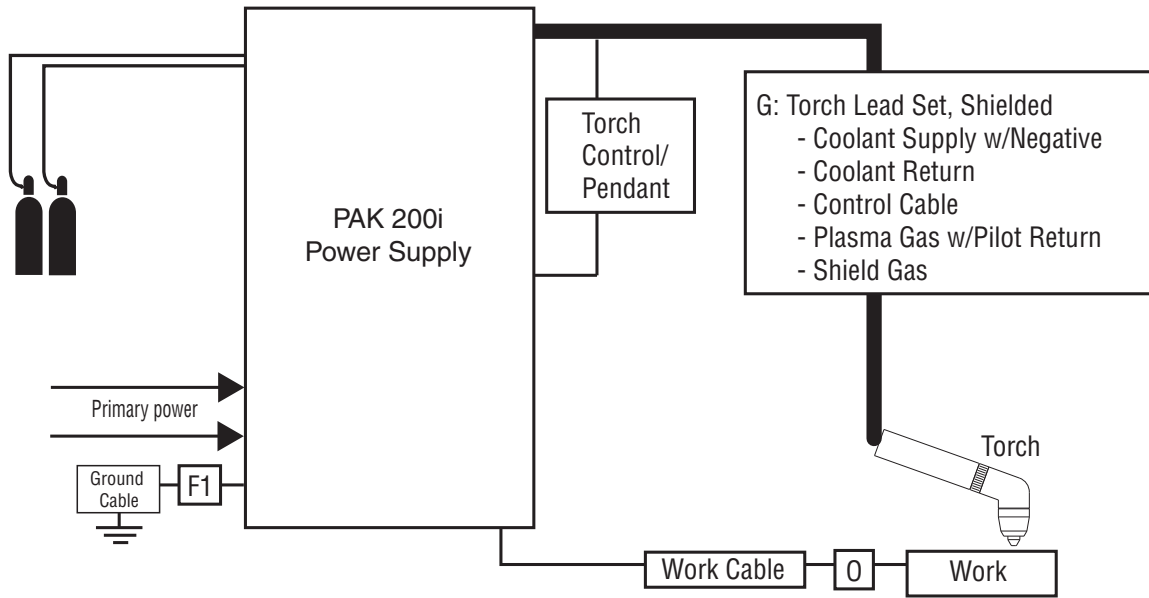 PAK 200i
Power Supply
Torch
Control/
Pendant
G: Torch Lead Set, Shielded
- Coolant Supply w/Negative
- Coolant Return
- Control Cable
- Plasma Gas w/Pilot Return
- Shield Gas
Primary power
Ground
Cable
F1
Torch
Work Cable
O
Work